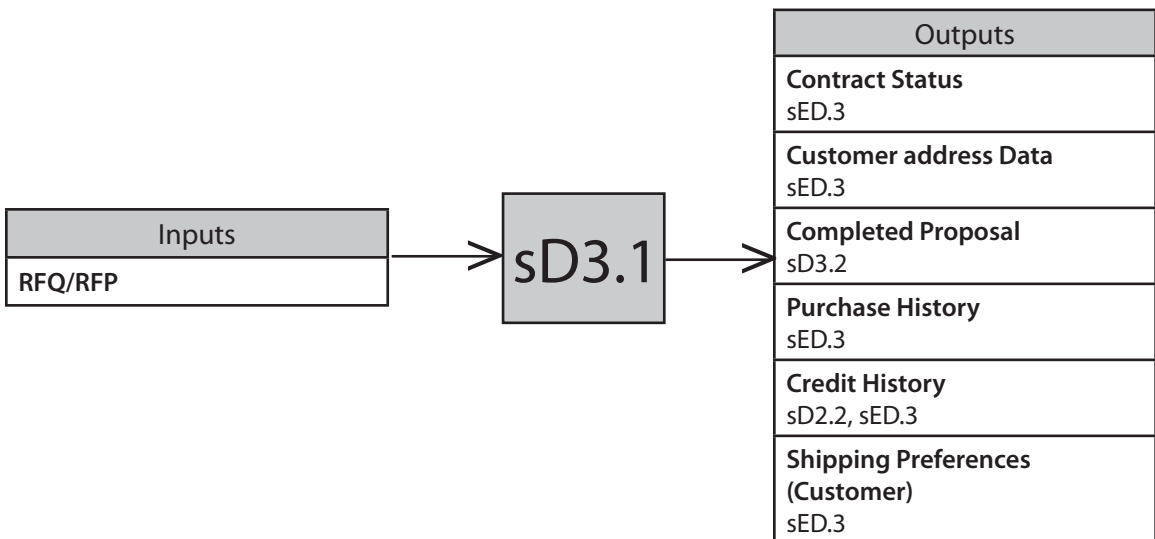 Inputs
RFQ/RFP
sD3.1
Outputs
Contract Status
sED.3
Customer address Data
sED.3
Completed Proposal
sD3.2
Purchase History
sED.3
Credit History
sD2.2, sED.3
Shipping Preferences
(Customer)
sED.3